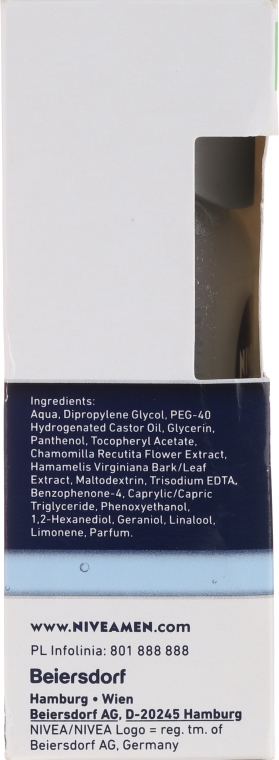 Ingredients:
Aqua, Dipropylene Glycol, PEG-40
Hydrogenated Castor Oil, Glycerin,
Panthenol, Tocopheryl Acetate,
Chamomilla Recutita Flower Extract,
Hamamelis Virginiana Bark/Leaf
Extract, Maltodextrin, Trisodium EDTA,
Benzophenone-4, Caprylic/Capric
Triglyceride, Phenoxyethanol,
1,2-Hexanediol, Geraniol, Linalool,
Limonene, Parfum.
www.NIVEAMEN.com
PL Infolinia: 801 888 888
Beiersdorf
Hamburg • Wien
Beiersdorf AG, D-20245 Hamburg
NIVEA/NIVEA Logo = reg. tm. of
Beiersdorf AG, Germany